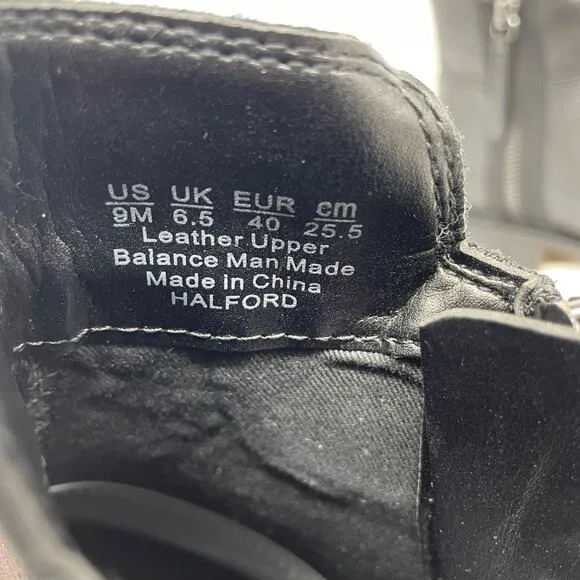 US UK EUR cm
9M 6.5 40 25.5
Leather Upper
Balance Man Made
Made in China
HALFORD